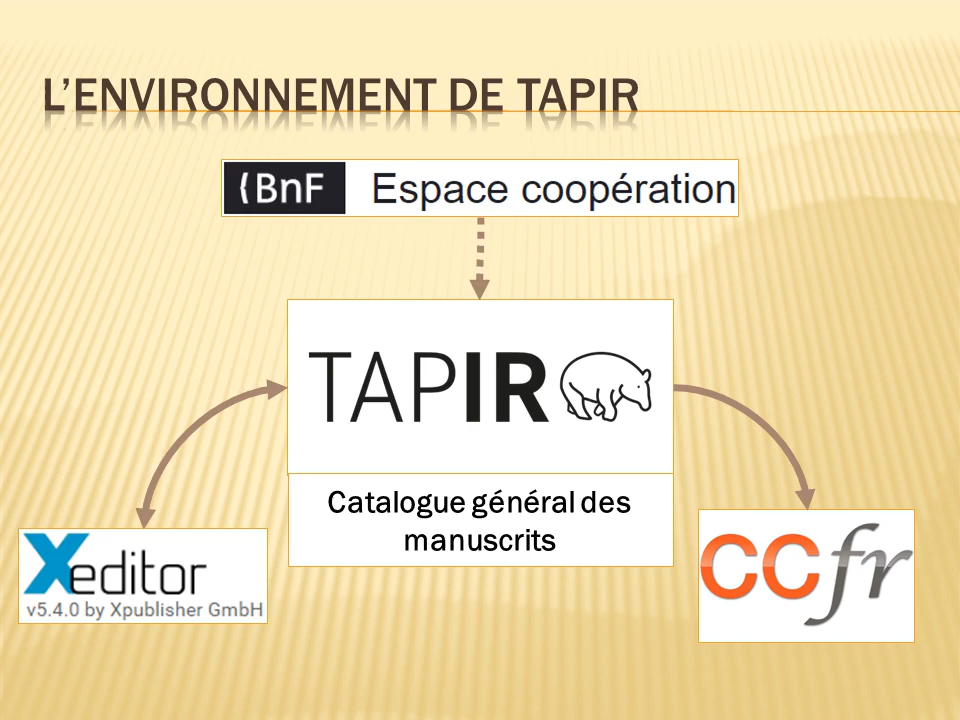 L'ENVIRONNEMENT DE TAPIR
{BnF Espace coopération
TAPIR
Catalogue général des
manuscrits
Xeditor
v5.4.0 by Xpublisher GmbH
CCfr